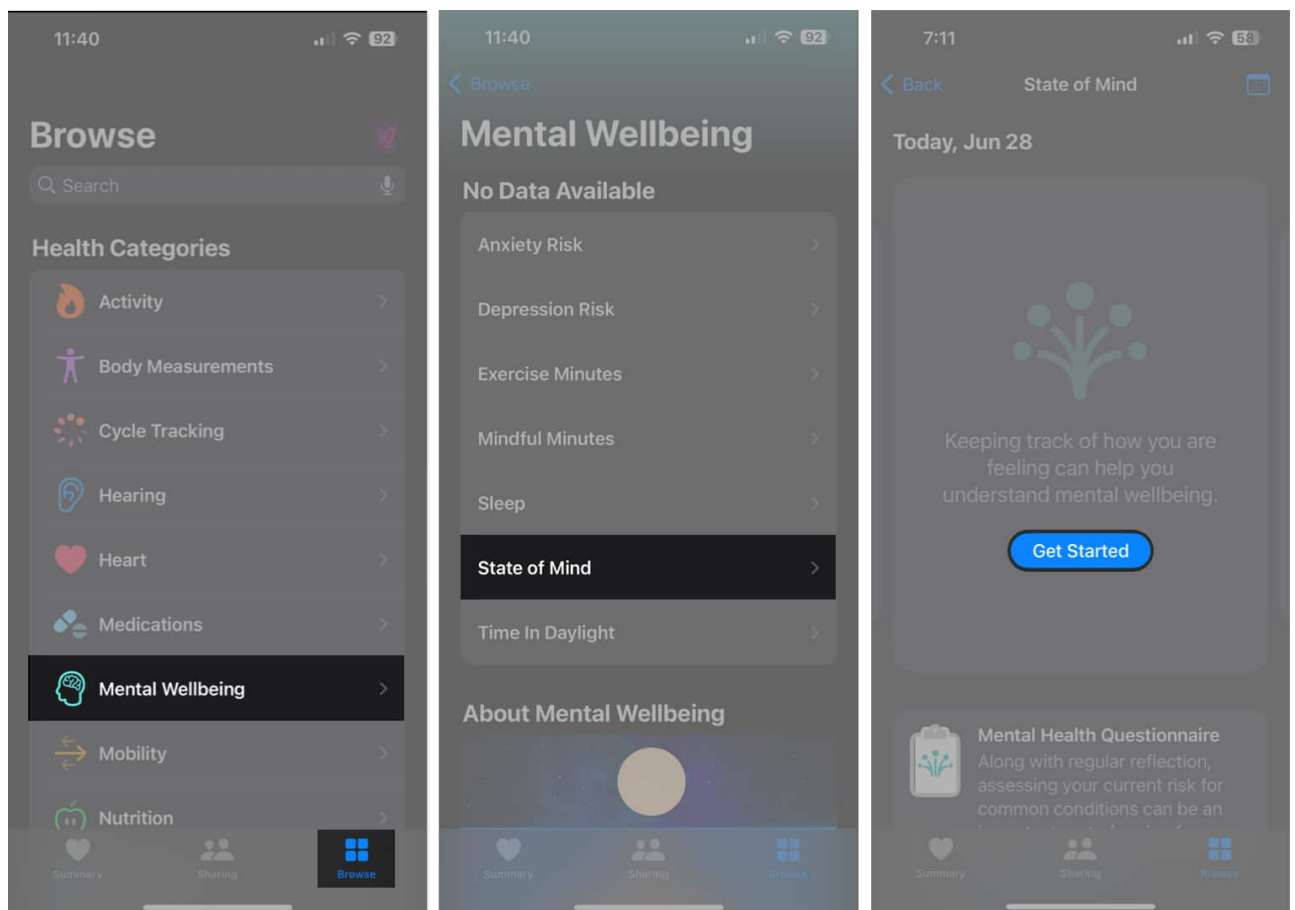 11:40
92
Browse
Search
Health Categories
Activity
Body Measurements
Cycle Tracking
Hearing
Heart
Medications
Mental Wellbeing
Mobility
Nutrition
Summary
Sharing
Browse
11:40
92
Browse
Mental Wellbeing
No Data Available
Anxiety Risk
Depression Risk
Exercise Minutes
Mindful Minutes
Sleep
State of Mind
Time In Daylight
About Mental Wellbeing
Summary
Sharing
Browse
7:11
58
Back
State of Mind
Today, Jun 28
Keeping track of how you are
feeling can help you
understand mental wellbeing.
Get Started
Mental Health Questionnaire
Along with regular reflection,
assessing your current risk for
common conditions can be an
Summary
Sharing
Browse